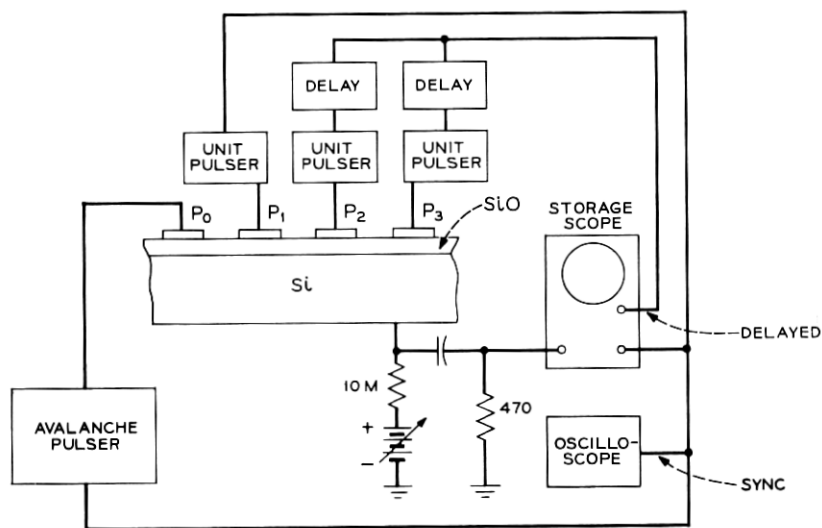 DELAY
DELAY
UNIT
PULSER
UNIT
PULSER
UNIT
PULSER
P0
P1
P2
P3
SiO
STORAGE
SCOPE
Si
DELAYED
10 M
470
+
−
AVALANCHE
PULSER
OSCILLO-
SCOPE
SYNC